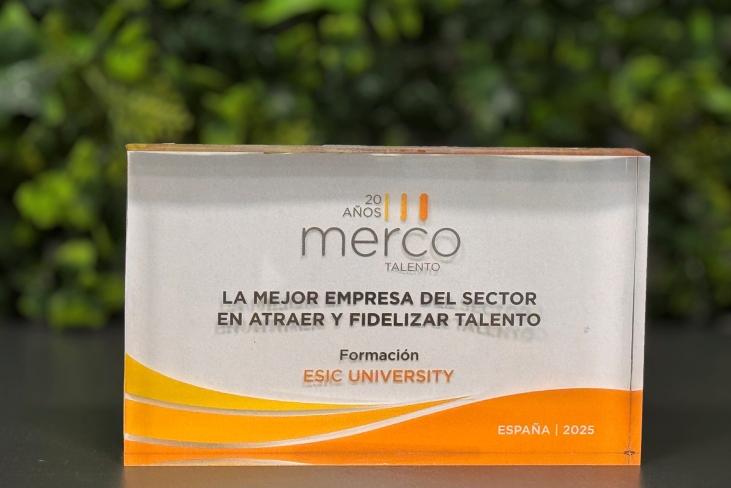 20
AÑOS
merco
TALENTO
LA MEJOR EMPRESA DEL SECTOR
EN ATRAER Y FIDELIZAR TALENTO
Formación
ESIC UNIVERSITY
ESPAÑA | 2025